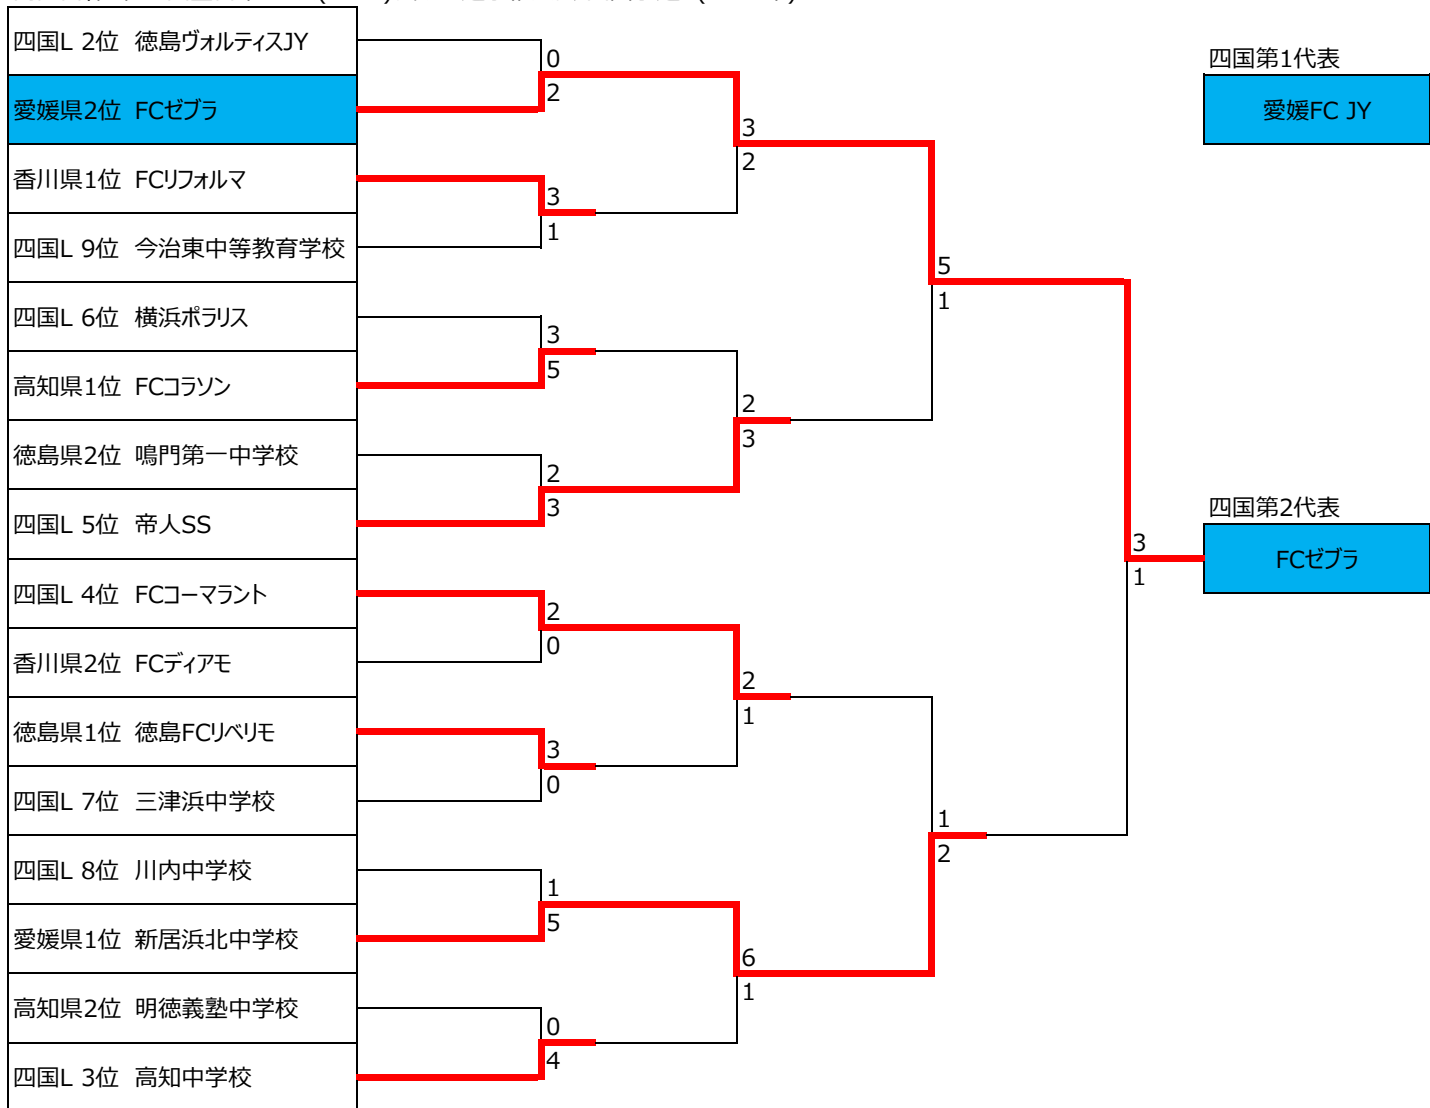 四国L 2位 徳島ヴォルティスJY
愛媛県2位 FCゼブラ
香川県1位 FCリフォルマ
四国L 9位 今治東中等教育学校
四国L 6位 横浜ポラリス
高知県1位 FCコラソン
徳島県2位 鳴門第一中学校
四国L 5位 帝人SS
四国L 4位 FCコーマラント
香川県2位 FCディアモ
徳島県1位 徳島FCリベリモ
四国L 7位 三津浜中学校
四国L 8位 川内中学校
愛媛県1位 新居浜北中学校
高知県2位 明徳義塾中学校
四国L 3位 高知中学校
0
2
3
1
3
5
2
3
2
0
3
0
1
5
0
4
3
2
2
3
2
1
6
1
5
1
1
2
3
1
四国第1代表
愛媛FC JY
四国第2代表
FCゼブラ